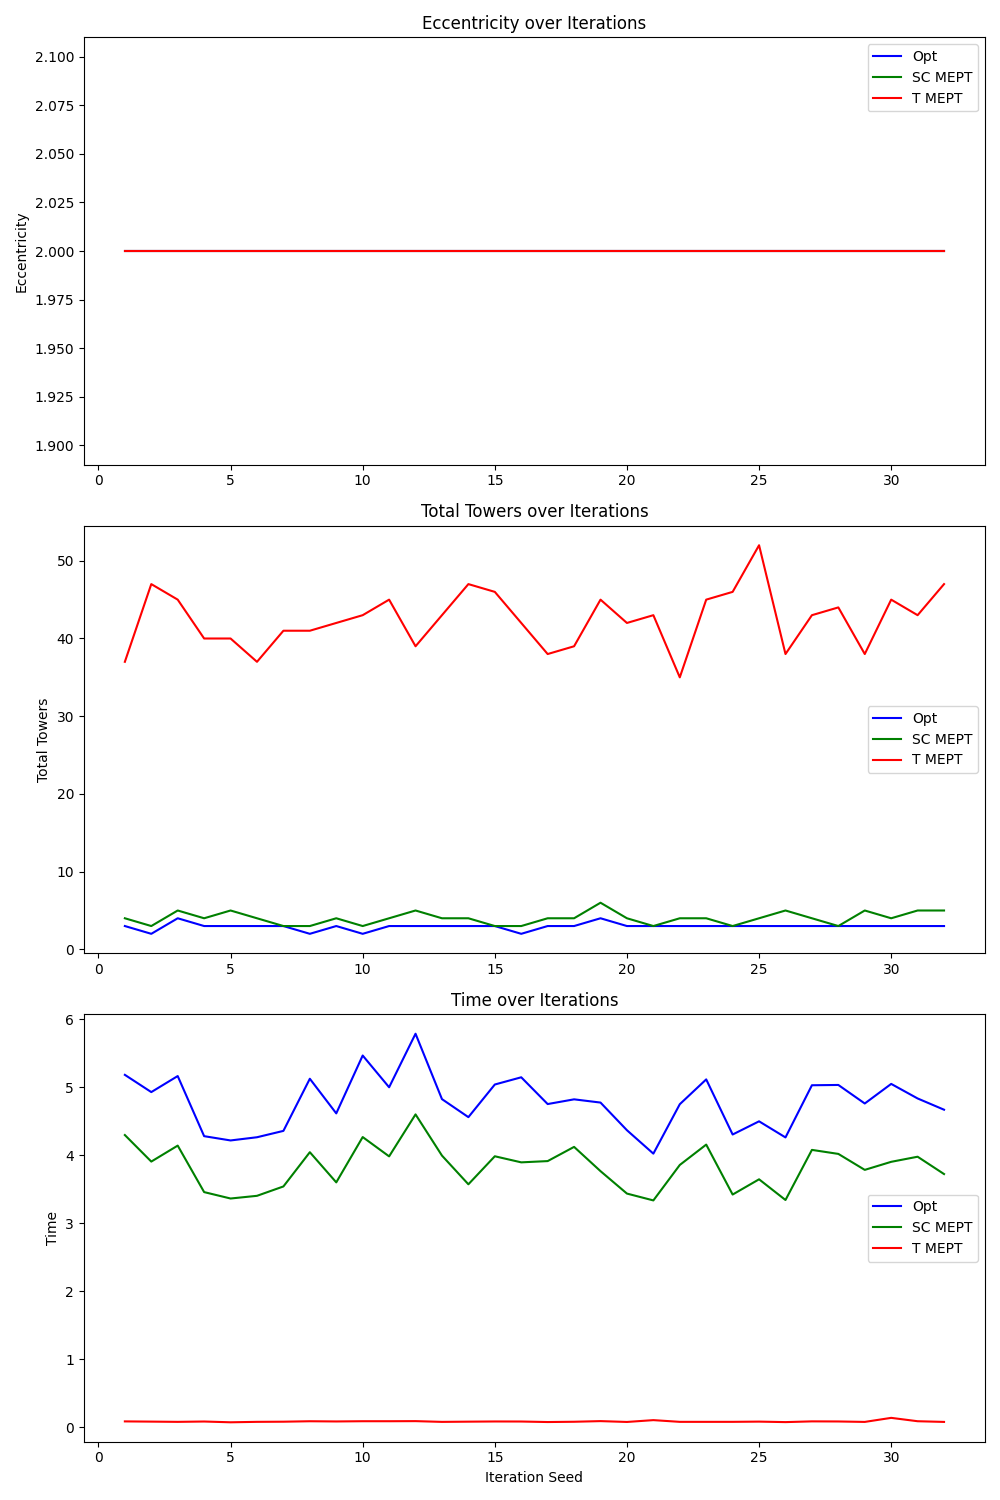 Eccentricity over Iterations
Eccentricity
2.100
2.075
2.050
2.025
2.000
1.975
1.950
1.925
1.900
Opt
SC MEPT
T MEPT
0 5 10 15 20 25 30
Total Towers over Iterations
Total Towers
50
40
30
20
10
0
Opt
SC MEPT
T MEPT
0 5 10 15 20 25 30
Time over Iterations
Time
6
5
4
3
2
1
0
Opt
SC MEPT
T MEPT
0 5 10 15 20 25 30
Iteration Seed